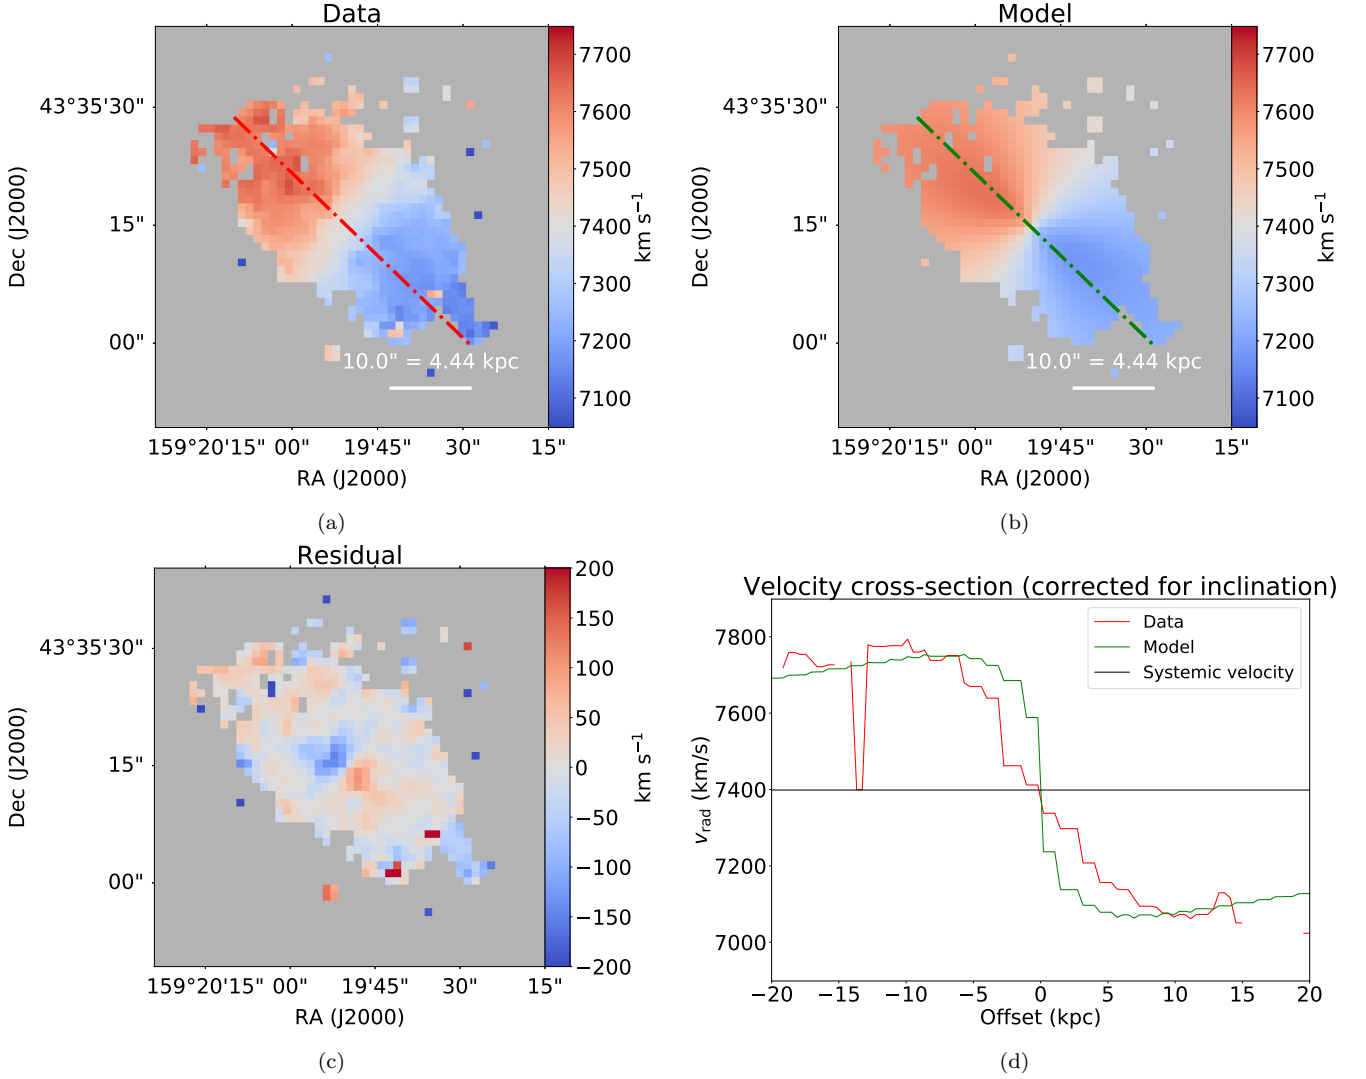 Data
43°35'30"
15"
00"
Dec (J2000)
159°20'15" 00" 19'45" 30" 15"
RA (J2000)
10.0" = 4.44 kpc
7700
7600
7500
7400
7300
7200
7100
km s⁻¹
(a)
Model
43°35'30"
15"
00"
Dec (J2000)
159°20'15" 00" 19'45" 30" 15"
RA (J2000)
10.0" = 4.44 kpc
7700
7600
7500
7400
7300
7200
7100
km s⁻¹
(b)
Residual
43°35'30"
15"
00"
Dec (J2000)
159°20'15" 00" 19'45" 30" 15"
RA (J2000)
200
150
100
50
0
−50
−100
−150
−200
km s⁻¹
(c)
Velocity cross-section (corrected for inclination)
Data
Model
Systemic velocity
7800
7600
7400
7200
7000
v_rad (km/s)
−20 −15 −10 −5 0 5 10 15 20
Offset (kpc)
(d)